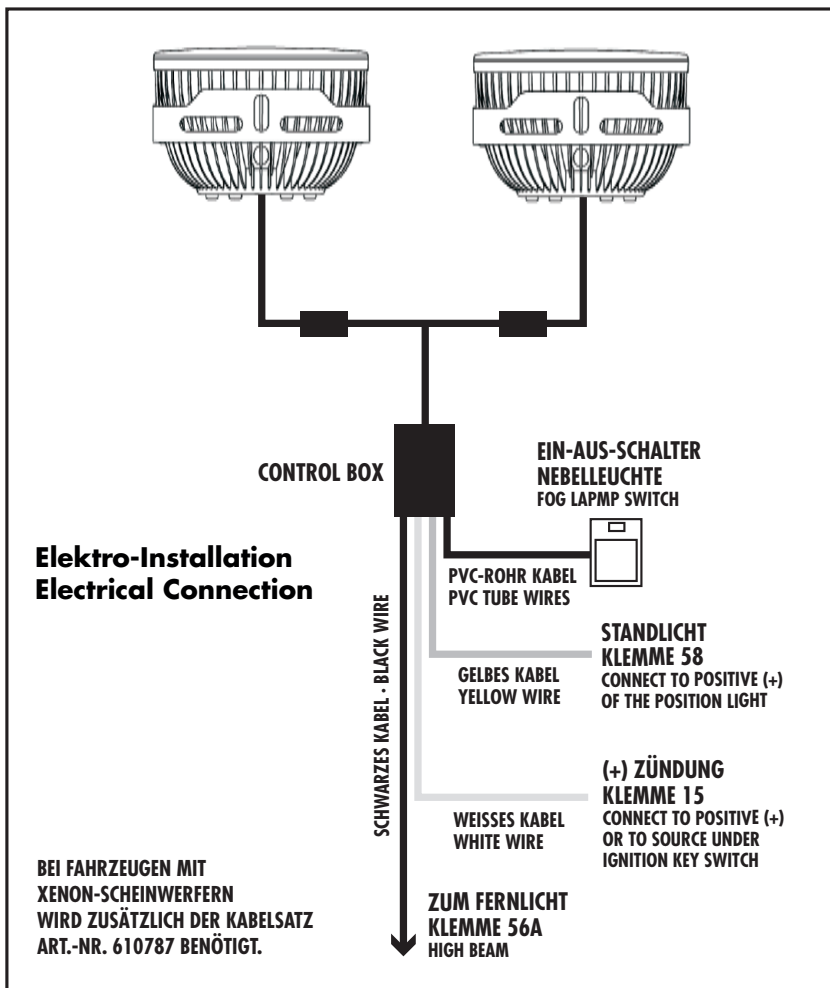 CONTROL BOX
EIN-AUS-SCHALTER
NEBELLEUCHTE
FOG LAPMP SWITCH
Elektro-Installation
Electrical Connection
PVC-ROHR KABEL
PVC TUBE WIRES
SCHWARZES KABEL · BLACK WIRE
GELBES KABEL
YELLOW WIRE
STANDLICHT
KLEMME 58
CONNECT TO POSITIVE (+)
OF THE POSITION LIGHT
WEISSES KABEL
WHITE WIRE
(+) ZÜNDUNG
KLEMME 15
CONNECT TO POSITIVE (+)
OR TO SOURCE UNDER
IGNITION KEY SWITCH
BEI FAHRZEUGEN MIT
XENON-SCHEINWERFERN
WIRD ZUSÄTZLICH DER KABELSATZ
ART.-NR. 610787 BENÖTIGT.
ZUM FERNLICHT
KLEMME 56A
HIGH BEAM